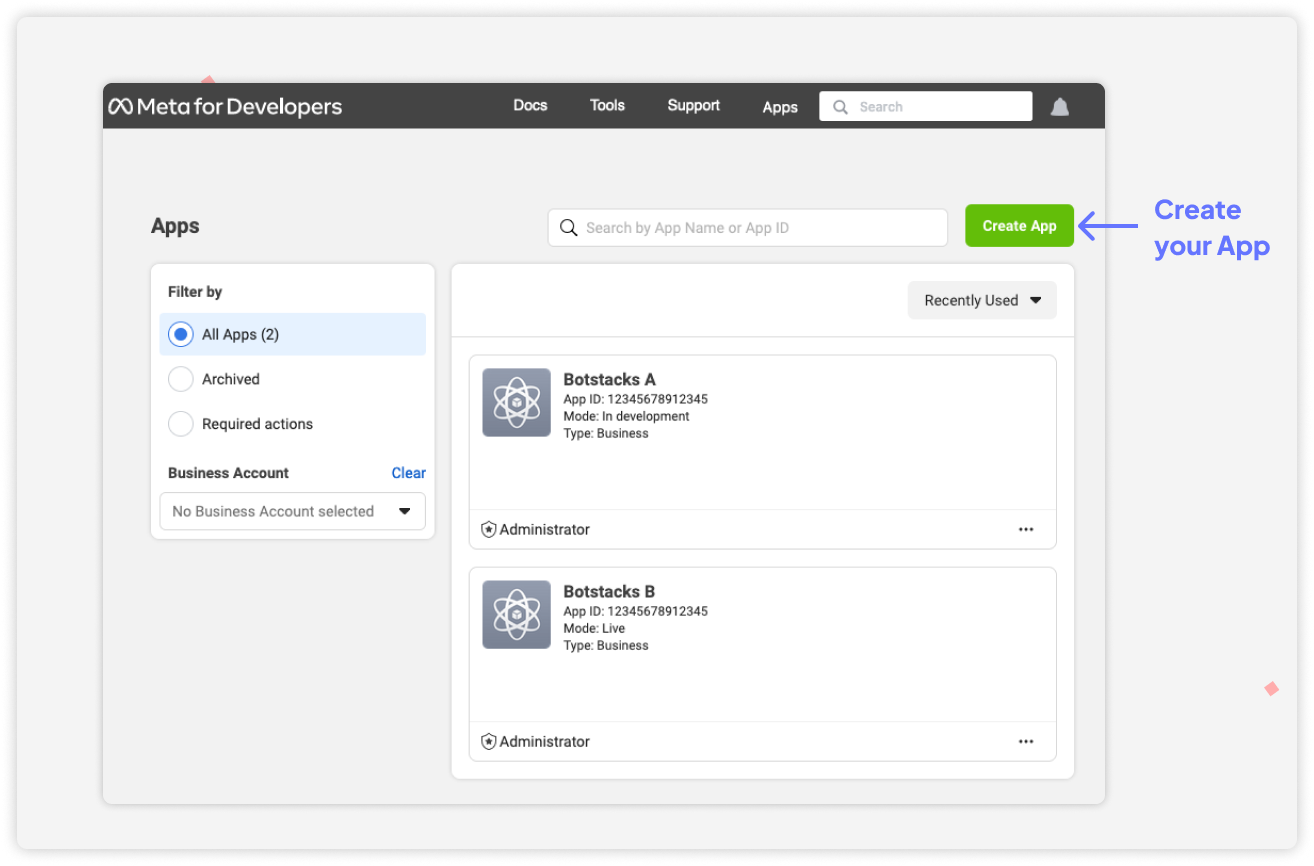 Meta for Developers
Docs
Tools
Support
Apps
Search
Apps
Search by App Name or App ID
Create App
Create
your App
Filter by
All Apps (2)
Archived
Required actions
Business Account
Clear
No Business Account selected
Recently Used
Botstacks A
App ID: 12345678912345
Mode: In development
Type: Business
Administrator
Botstacks B
App ID: 12345678912345
Mode: Live
Type: Business
Administrator